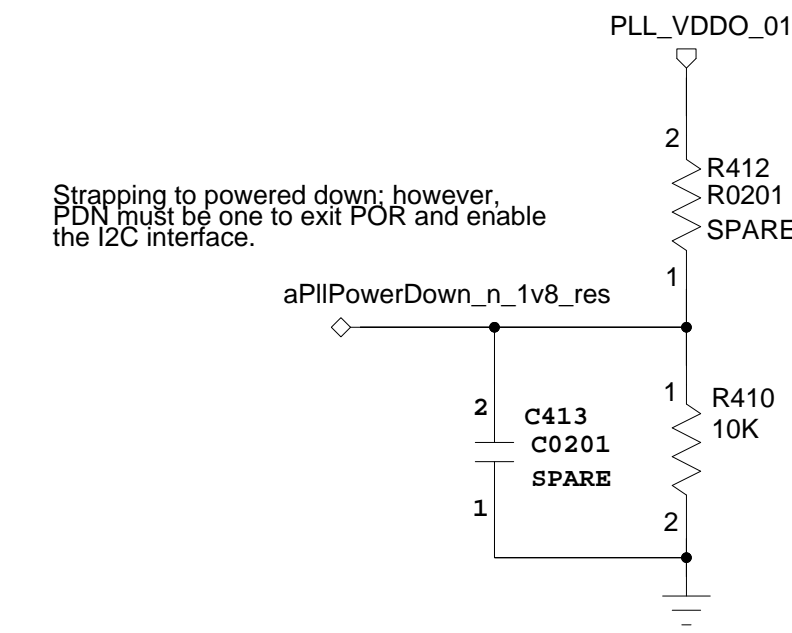 PLL_VDDO_01
2
R412
R0201
SPARE
1
Strapping to powered down; however,
PDN must be one to exit POR and enable
the I2C interface.
aPllPowerDown_n_1v8_res
2
C413
C0201
SPARE
1
1
R410
10K
2